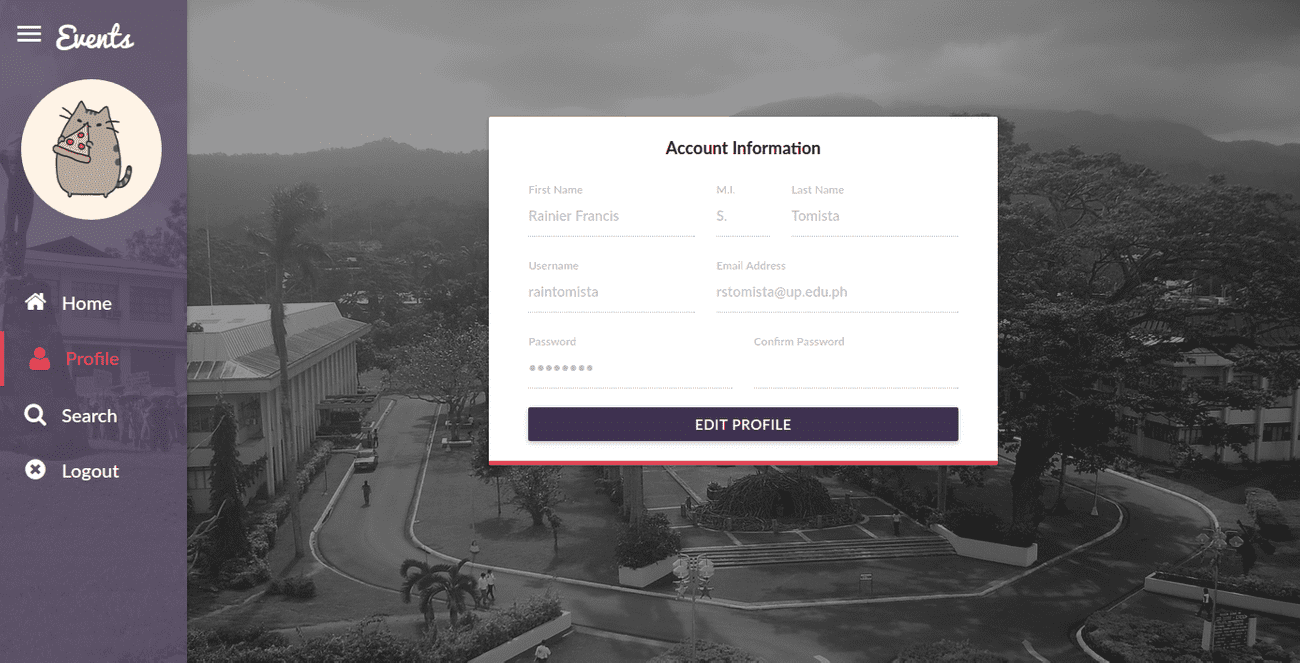 Events
Home
Profile
Search
Logout
Account Information
First Name M.I. Last Name
Rainier Francis S. Tomista
Username Email Address
raintomista rstomista@up.edu.ph
Password Confirm Password
••••••••
EDIT PROFILE